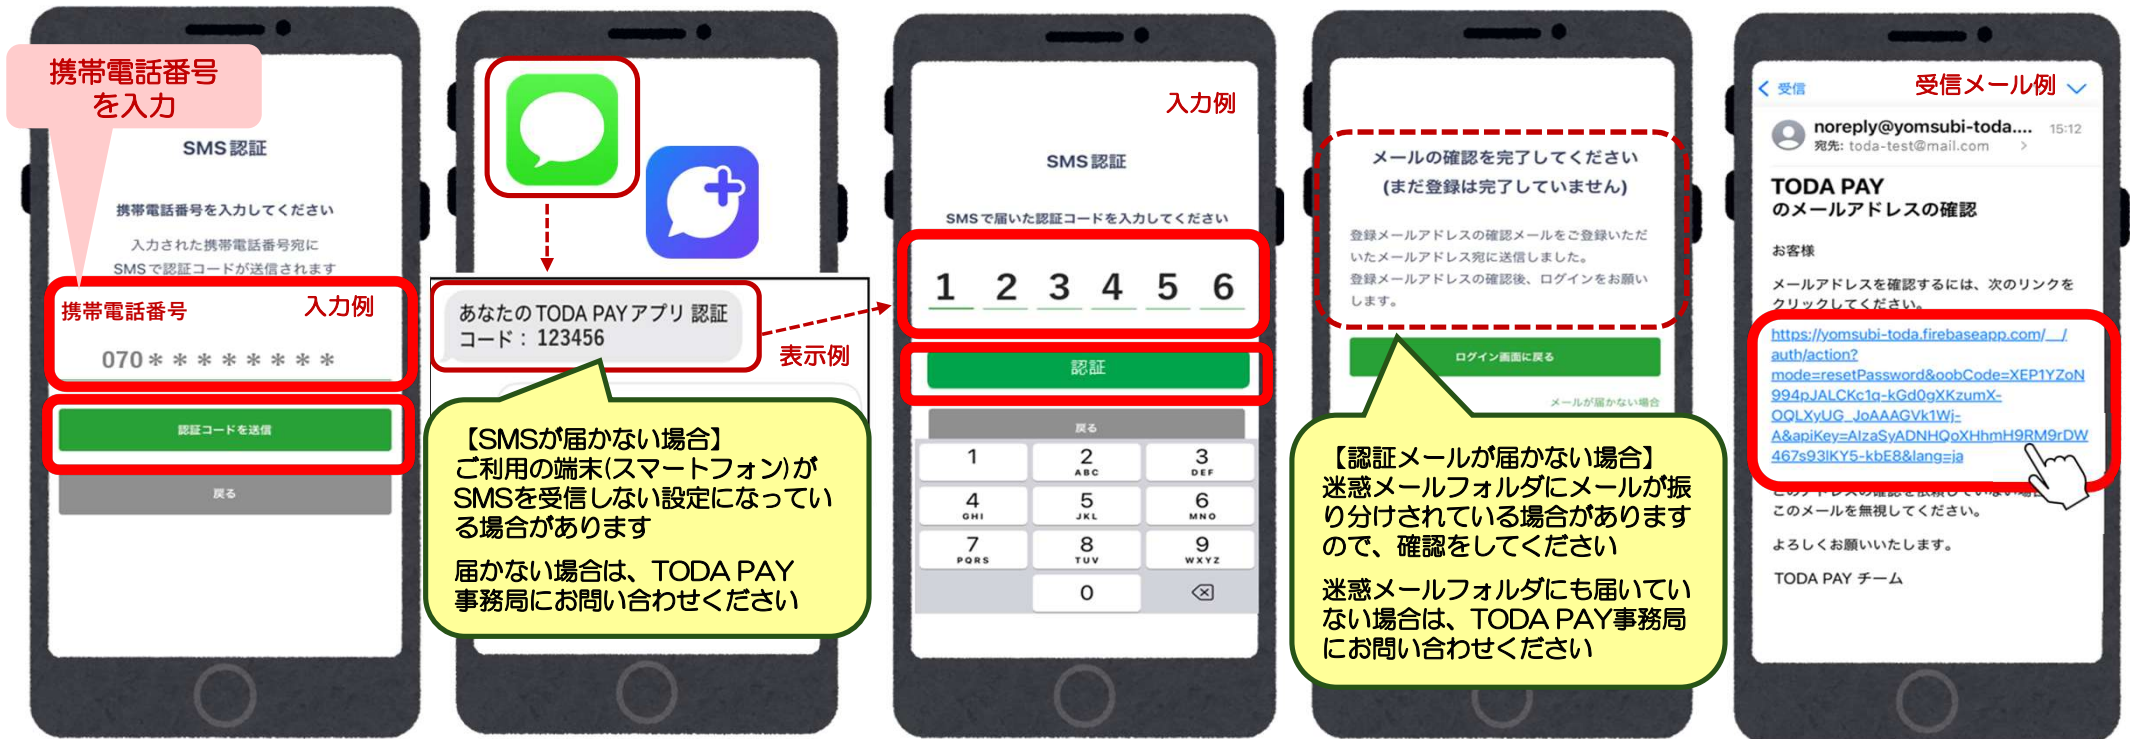 携帯電話番号
を入力
SMS認証
携帯電話番号を入力してください
入力された携帯電話番号宛に
SMSで認証コードが送信されます
携帯電話番号 入力例
070＊＊＊＊＊＊＊＊
認証コードを送信
戻る
あなたのTODA PAYアプリ 認証
コード： 123456
表示例
【SMSが届かない場合】
ご利用の端末(スマートフォン)が
SMSを受信しない設定になってい
る場合があります
届かない場合は、TODA PAY
事務局にお問い合わせください
入力例
SMS認証
SMSで届いた認証コードを入力してください
1 2 3 4 5 6
認証
戻る
1 2 3
ABC DEF
4 5 6
GHI JKL MNO
7 8 9
PQRS TUV WXYZ
0
メールの確認を完了してください
(まだ登録は完了していません)
登録メールアドレスの確認メールをご登録いただ
いたメールアドレス宛に送信しました。
登録メールアドレスの確認後、ログインをお願い
します。
ログイン画面に戻る
メールが届かない場合
【認証メールが届かない場合】
迷惑メールフォルダにメールが振
り分けされている場合があります
ので、確認をしてください
迷惑メールフォルダにも届いてい
ない場合は、TODA PAY事務局
にお問い合わせください
受信 受信メール例
noreply@yomsubi-toda.... 15:12
宛先: toda-test@mail.com
TODA PAY
のメールアドレスの確認
お客様
メールアドレスを確認するには、次のリンクを
クリックしてください。
https://yomsubi-toda.firebaseapp.com/__/
auth/action?
mode=resetPassword&oobCode=XEP1YZoN
994pJALCKc1q-kGd0gXKzumX-
OQLXyUG_JoAAAGVk1Wj-
A&apiKey=AIzaSyADNHQoXHhmH9RM9rDW
467s93lKY5-kbE8&lang=ja
このアドレスの確認を依頼していない場合
このメールを無視してください。
よろしくお願いいたします。
TODA PAY チーム